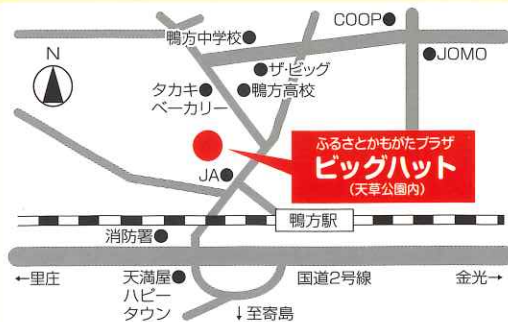 COOP●
鴨方中学校●
●JOMO
N
●ザ・ビッグ
タカキ●
ベーカリー
●鴨方高校
ふるさとかもがたプラザ
ビッグハット
(天草公園内)
JA●
鴨方駅
消防署●
←里庄
天満屋●
ハピー
タウン
国道2号線
金光→
↓至寄島